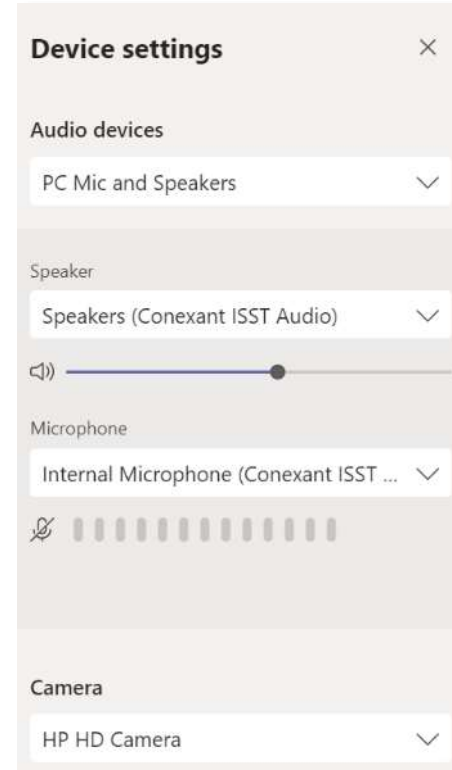 Device settings
Audio devices
PC Mic and Speakers
Speaker
Speakers (Conexant ISST Audio)
Microphone
Internal Microphone (Conexant ISST ...
Camera
HP HD Camera